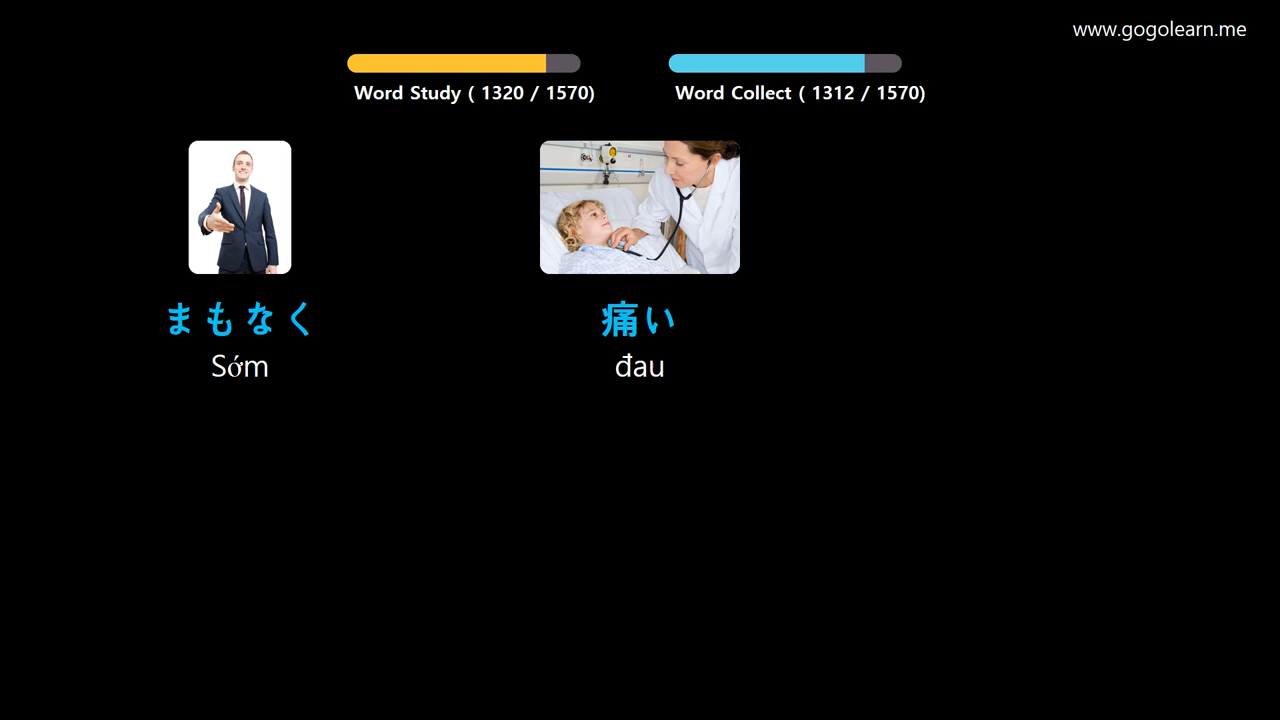 www.gogolearn.me
Word Study ( 1320 / 1570)
Word Collect ( 1312 / 1570)
まもなく
Sớm
痛い
đau